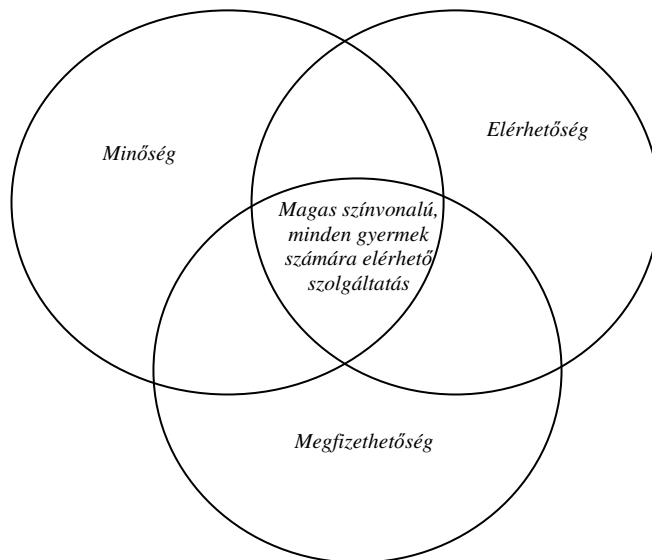 Minőség
Elérhetőség
Magas színvonalú,
minden gyermek
számára elérhető
szolgáltatás
Megfizethetőség